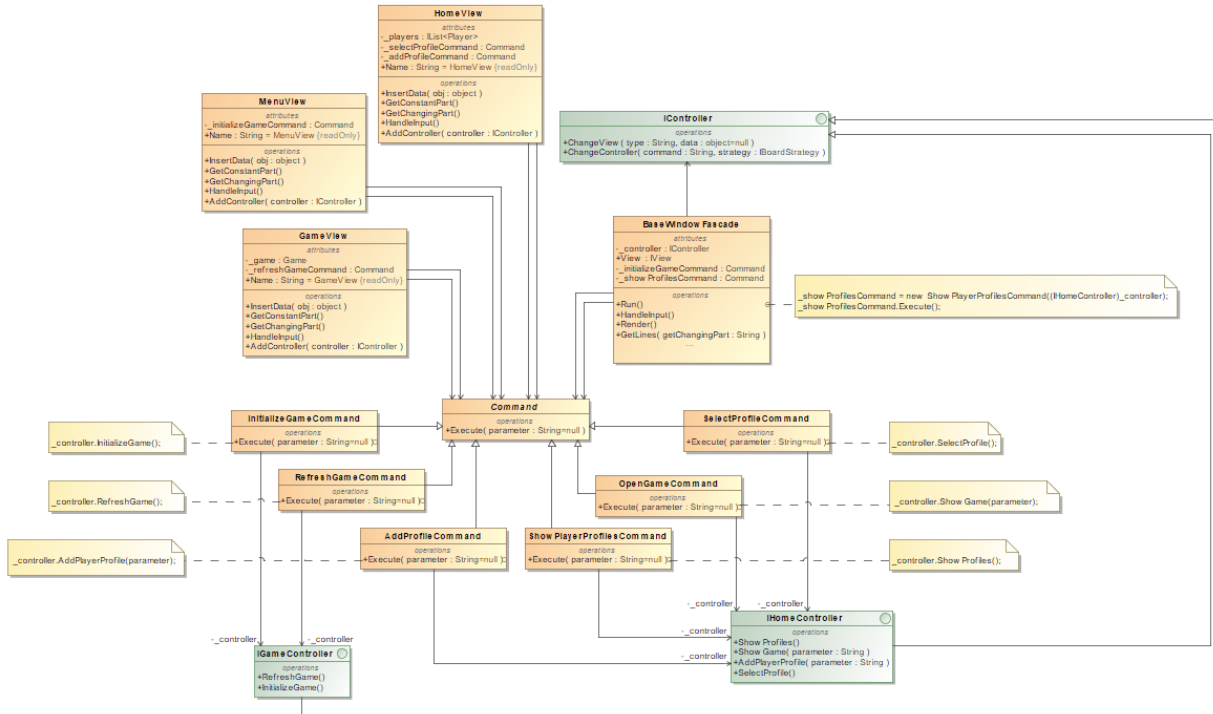 HomeView
attributes
-_players : IList<Player>
-_selectProfileCommand : Command
-_addProfileCommand : Command
+Name : String = HomeView {readOnly}
operations
+InsertData( obj : object )
+GetConstantPart()
+GetChangingPart()
+HandleInput()
+AddController( controller : IController )
MenuView
attributes
-_initializeGameCommand : Command
+Name : String = MenuView {readOnly}
operations
+InsertData( obj : object )
+GetConstantPart()
+GetChangingPart()
+HandleInput()
+AddController( controller : IController )
IController
operations
+ChangeView ( type : String, data : object=null )
+ChangeController( command : String, strategy : IBoardStrategy )
GameView
attributes
-_game : Game
-_refreshGameCommand : Command
+Name : String = GameView {readOnly}
operations
+InsertData( obj : object )
+GetConstantPart()
+GetChangingPart()
+HandleInput()
+AddController( controller : IController )
BaseWindow Fascade
attributes
-_controller : IController
+View : IView
-_initializeGameCommand : Command
-_show ProfilesCommand : Command
operations
+Run()
+HandleInput()
+Render()
+GetLines( getChangingPart : String )
...
_show ProfilesCommand = new Show PlayerProfilesCommand((IHomeController)_controller);
_show ProfilesCommand.Execute();
Command
operations
+Execute( parameter : String=null )
InitializeGameCommand
operations
+Execute( parameter : String=null )
_controller.InitializeGame();
SelectProfileCommand
operations
+Execute( parameter : String=null )
_controller.SelectProfile();
RefreshGameCommand
operations
+Execute( parameter : String=null )
_controller.RefreshGame();
OpenGameCommand
operations
+Execute( parameter : String=null )
_controller.Show Game(parameter);
AddProfileCommand
operations
+Execute( parameter : String=null )
_controller.AddPlayerProfile(parameter);
Show PlayerProfilesCommand
operations
+Execute( parameter : String=null )
_controller.Show Profiles();
-_controller
-_controller
-_controller
-_controller
-_controller
-_controller
IGameController
operations
+RefreshGame()
+InitializeGame()
IHomeController
operations
+Show Profiles()
+Show Game( parameter : String )
+AddPlayerProfile( parameter : String )
+SelectProfile()